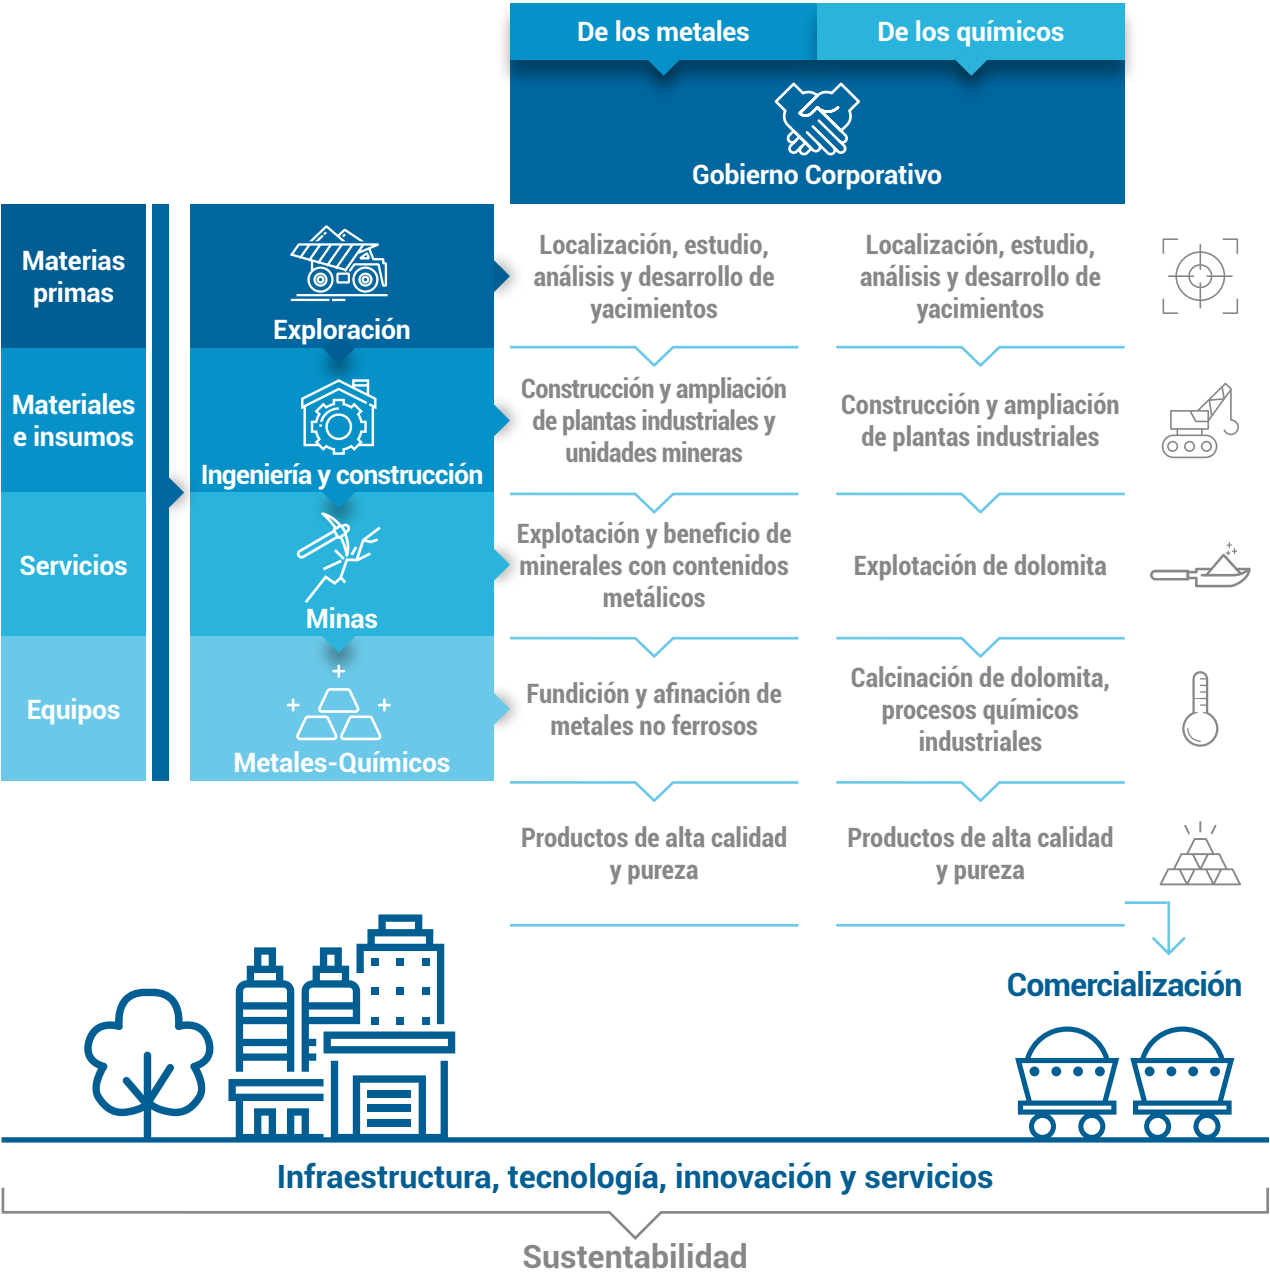 De los metales
De los químicos
Gobierno Corporativo
Materias
primas
Exploración
Localización, estudio,
análisis y desarrollo de
yacimientos
Localización, estudio,
análisis y desarrollo de
yacimientos
Materiales
e insumos
Ingeniería y construcción
Construcción y ampliación
de plantas industriales y
unidades mineras
Construcción y ampliación
de plantas industriales
Servicios
Minas
Explotación y beneficio de
minerales con contenidos
metálicos
Explotación de dolomita
Equipos
Metales-Químicos
Fundición y afinación de
metales no ferrosos
Calcinación de dolomita,
procesos químicos
industriales
Productos de alta calidad
y pureza
Productos de alta calidad
y pureza
Comercialización
Infraestructura, tecnología, innovación y servicios
Sustentabilidad